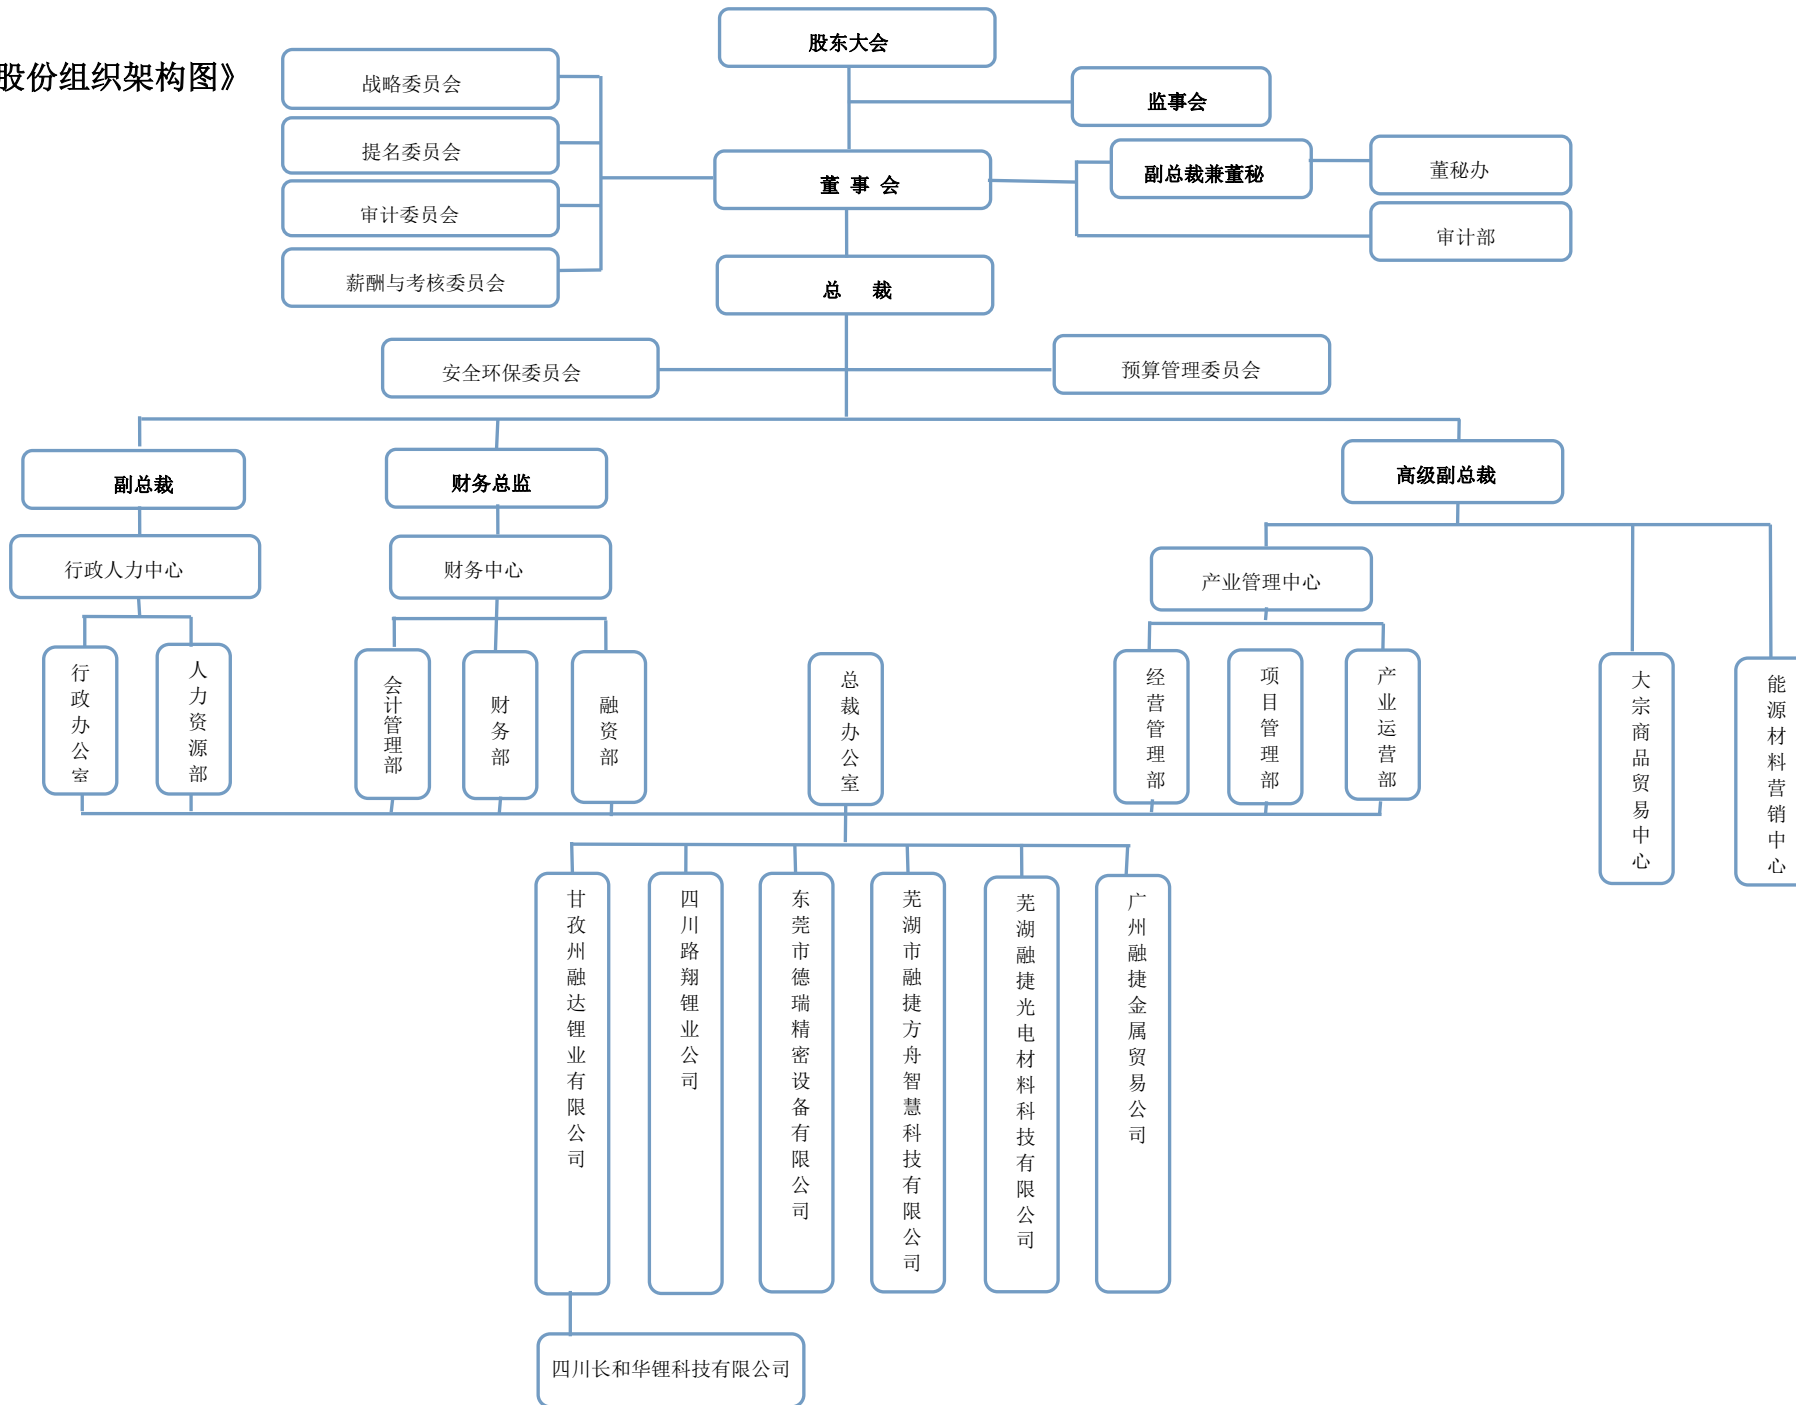 股份组织架构图》
股东大会
战略委员会
监事会
提名委员会
副总裁兼董秘
董秘办
董 事 会
审计委员会
审计部
薪酬与考核委员会
总 裁
安全环保委员会
预算管理委员会
副总裁
财务总监
高级副总裁
行政人力中心
财务中心
产业管理中心
行政办公室
人力资源部
会计管理部
财务部
融资部
总裁办公室
经营管理部
项目管理部
产业运营部
大宗商品贸易中心
能源材料营销中心
甘孜州融达锂业有限公司
四川路翔锂业公司
东莞市德瑞精密设备有限公司
芜湖市融捷方舟智慧科技有限公司
芜湖融捷光电材料科技有限公司
广州融捷金属贸易公司
四川长和华锂科技有限公司